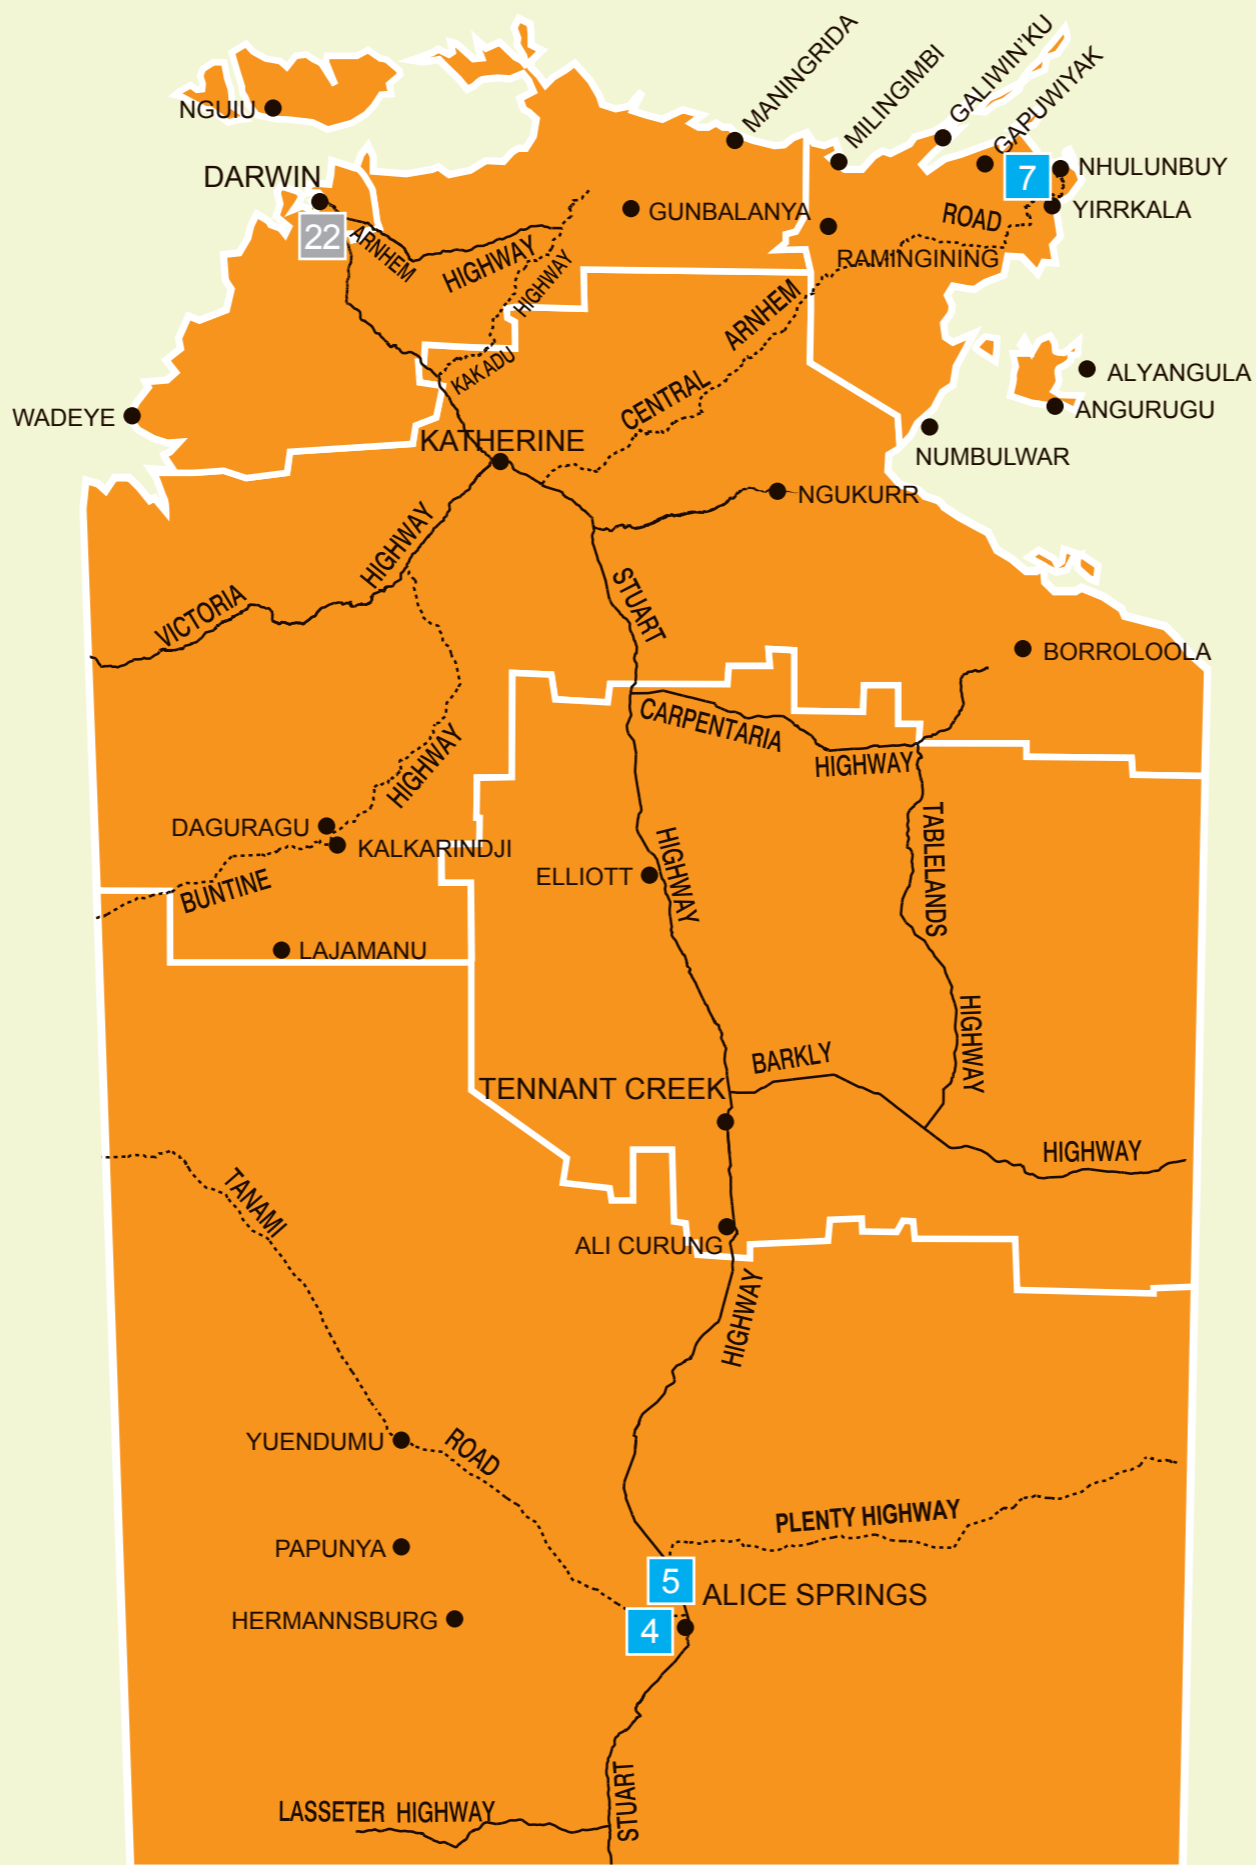 MANINGRIDA
MILINGIMBI
GALIWIN'KU
GAPUWIYAK
NGUIU
DARWIN
22
7
NHULUNBUY
YIRRKALA
GUNBALANYA
ROAD
RAMINGINING
ARNHEM
HIGHWAY
HIGHWAY
KAKADU
ARNHEM
CENTRAL
ALYANGULA
ANGURUGU
WADEYE
NUMBULWAR
KATHERINE
NGUKURR
HIGHWAY
VICTORIA
STUART
BORROLOOLA
CARPENTARIA
HIGHWAY
HIGHWAY
TABLELANDS
DAGURAGU
KALKARINDJI
BUNTINE
ELLIOTT
HIGHWAY
LAJAMANU
HIGHWAY
BARKLY
TENNANT CREEK
HIGHWAY
TANAMI
ALI CURUNG
HIGHWAY
YUENDUMU
ROAD
PLENTY HIGHWAY
PAPUNYA
5
ALICE SPRINGS
HERMANNSBURG
4
LASSETER HIGHWAY
STUART